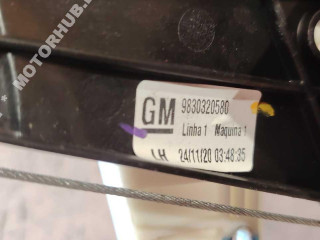 MOTORHUB.
GM
9830320580
Linha 1 Maquina 1
LH 24/11/20 03:48:35